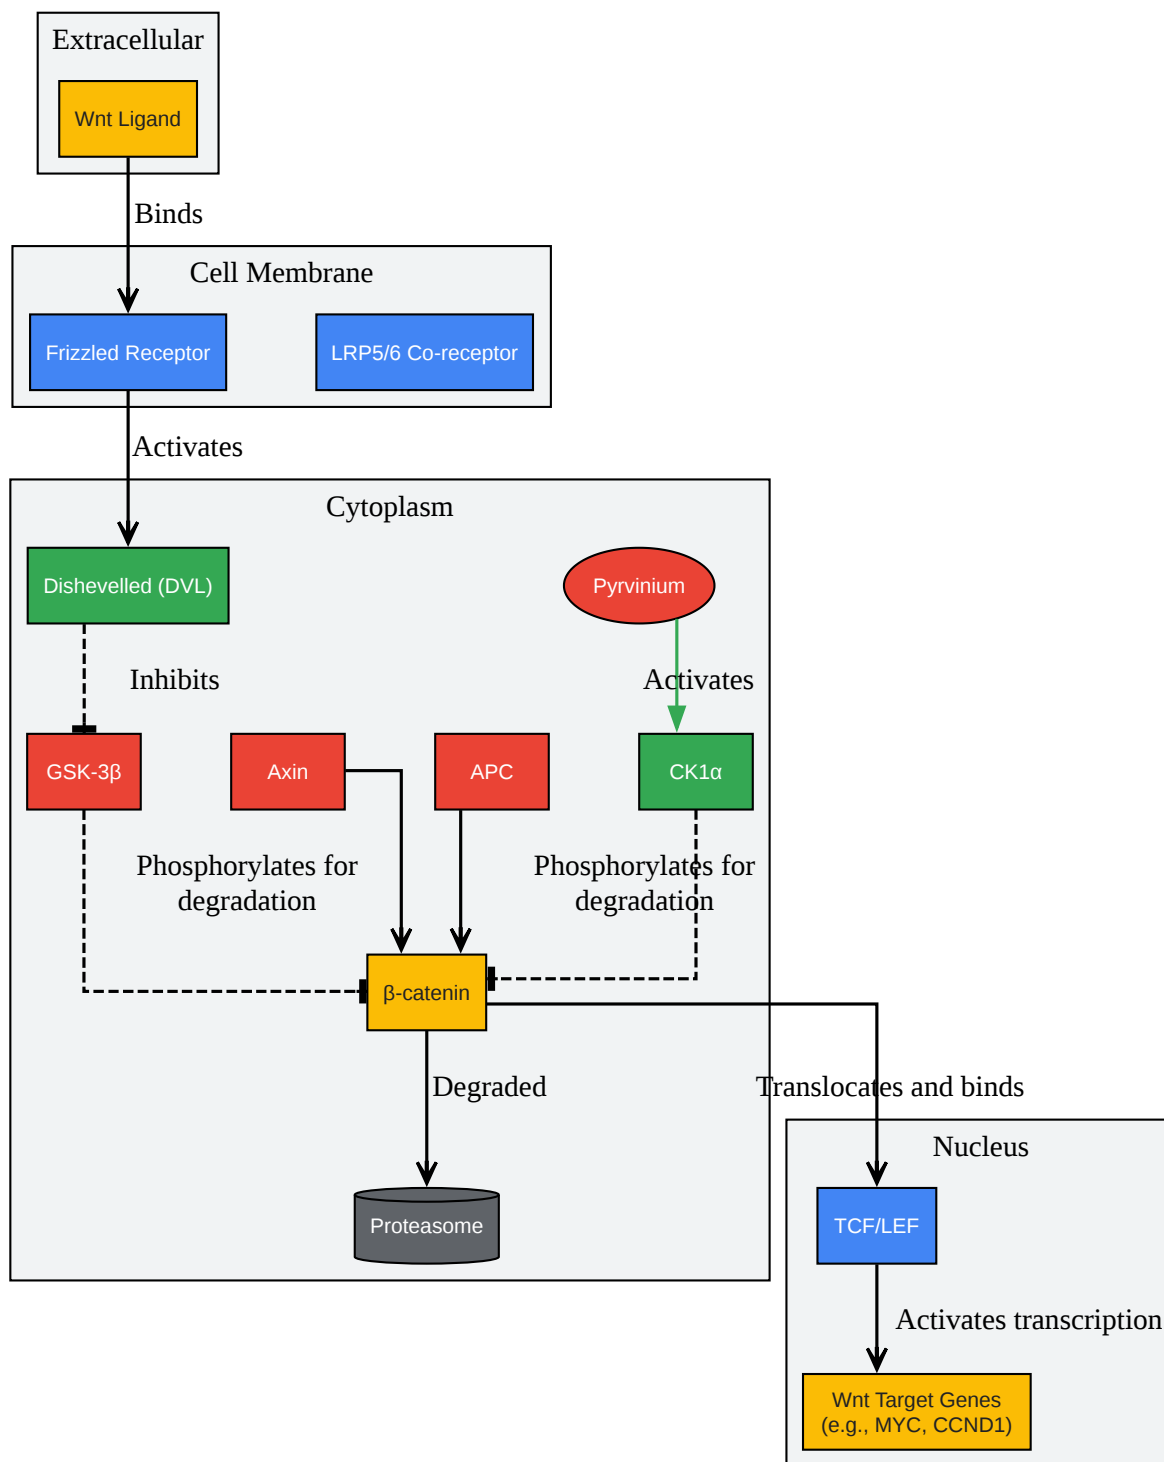 Extracellular
Wnt Ligand
Binds
Cell Membrane
Frizzled Receptor
LRP5/6 Co-receptor
Activates
Cytoplasm
Dishevelled (DVL)
Pyrvinium
Inhibits
Activates
GSK-3β
Axin
APC
CK1α
Phosphorylates for
degradation
Phosphorylates for
degradation
β-catenin
Degraded
Translocates and binds
Nucleus
Proteasome
TCF/LEF
Activates transcription
Wnt Target Genes
(e.g., MYC, CCND1)